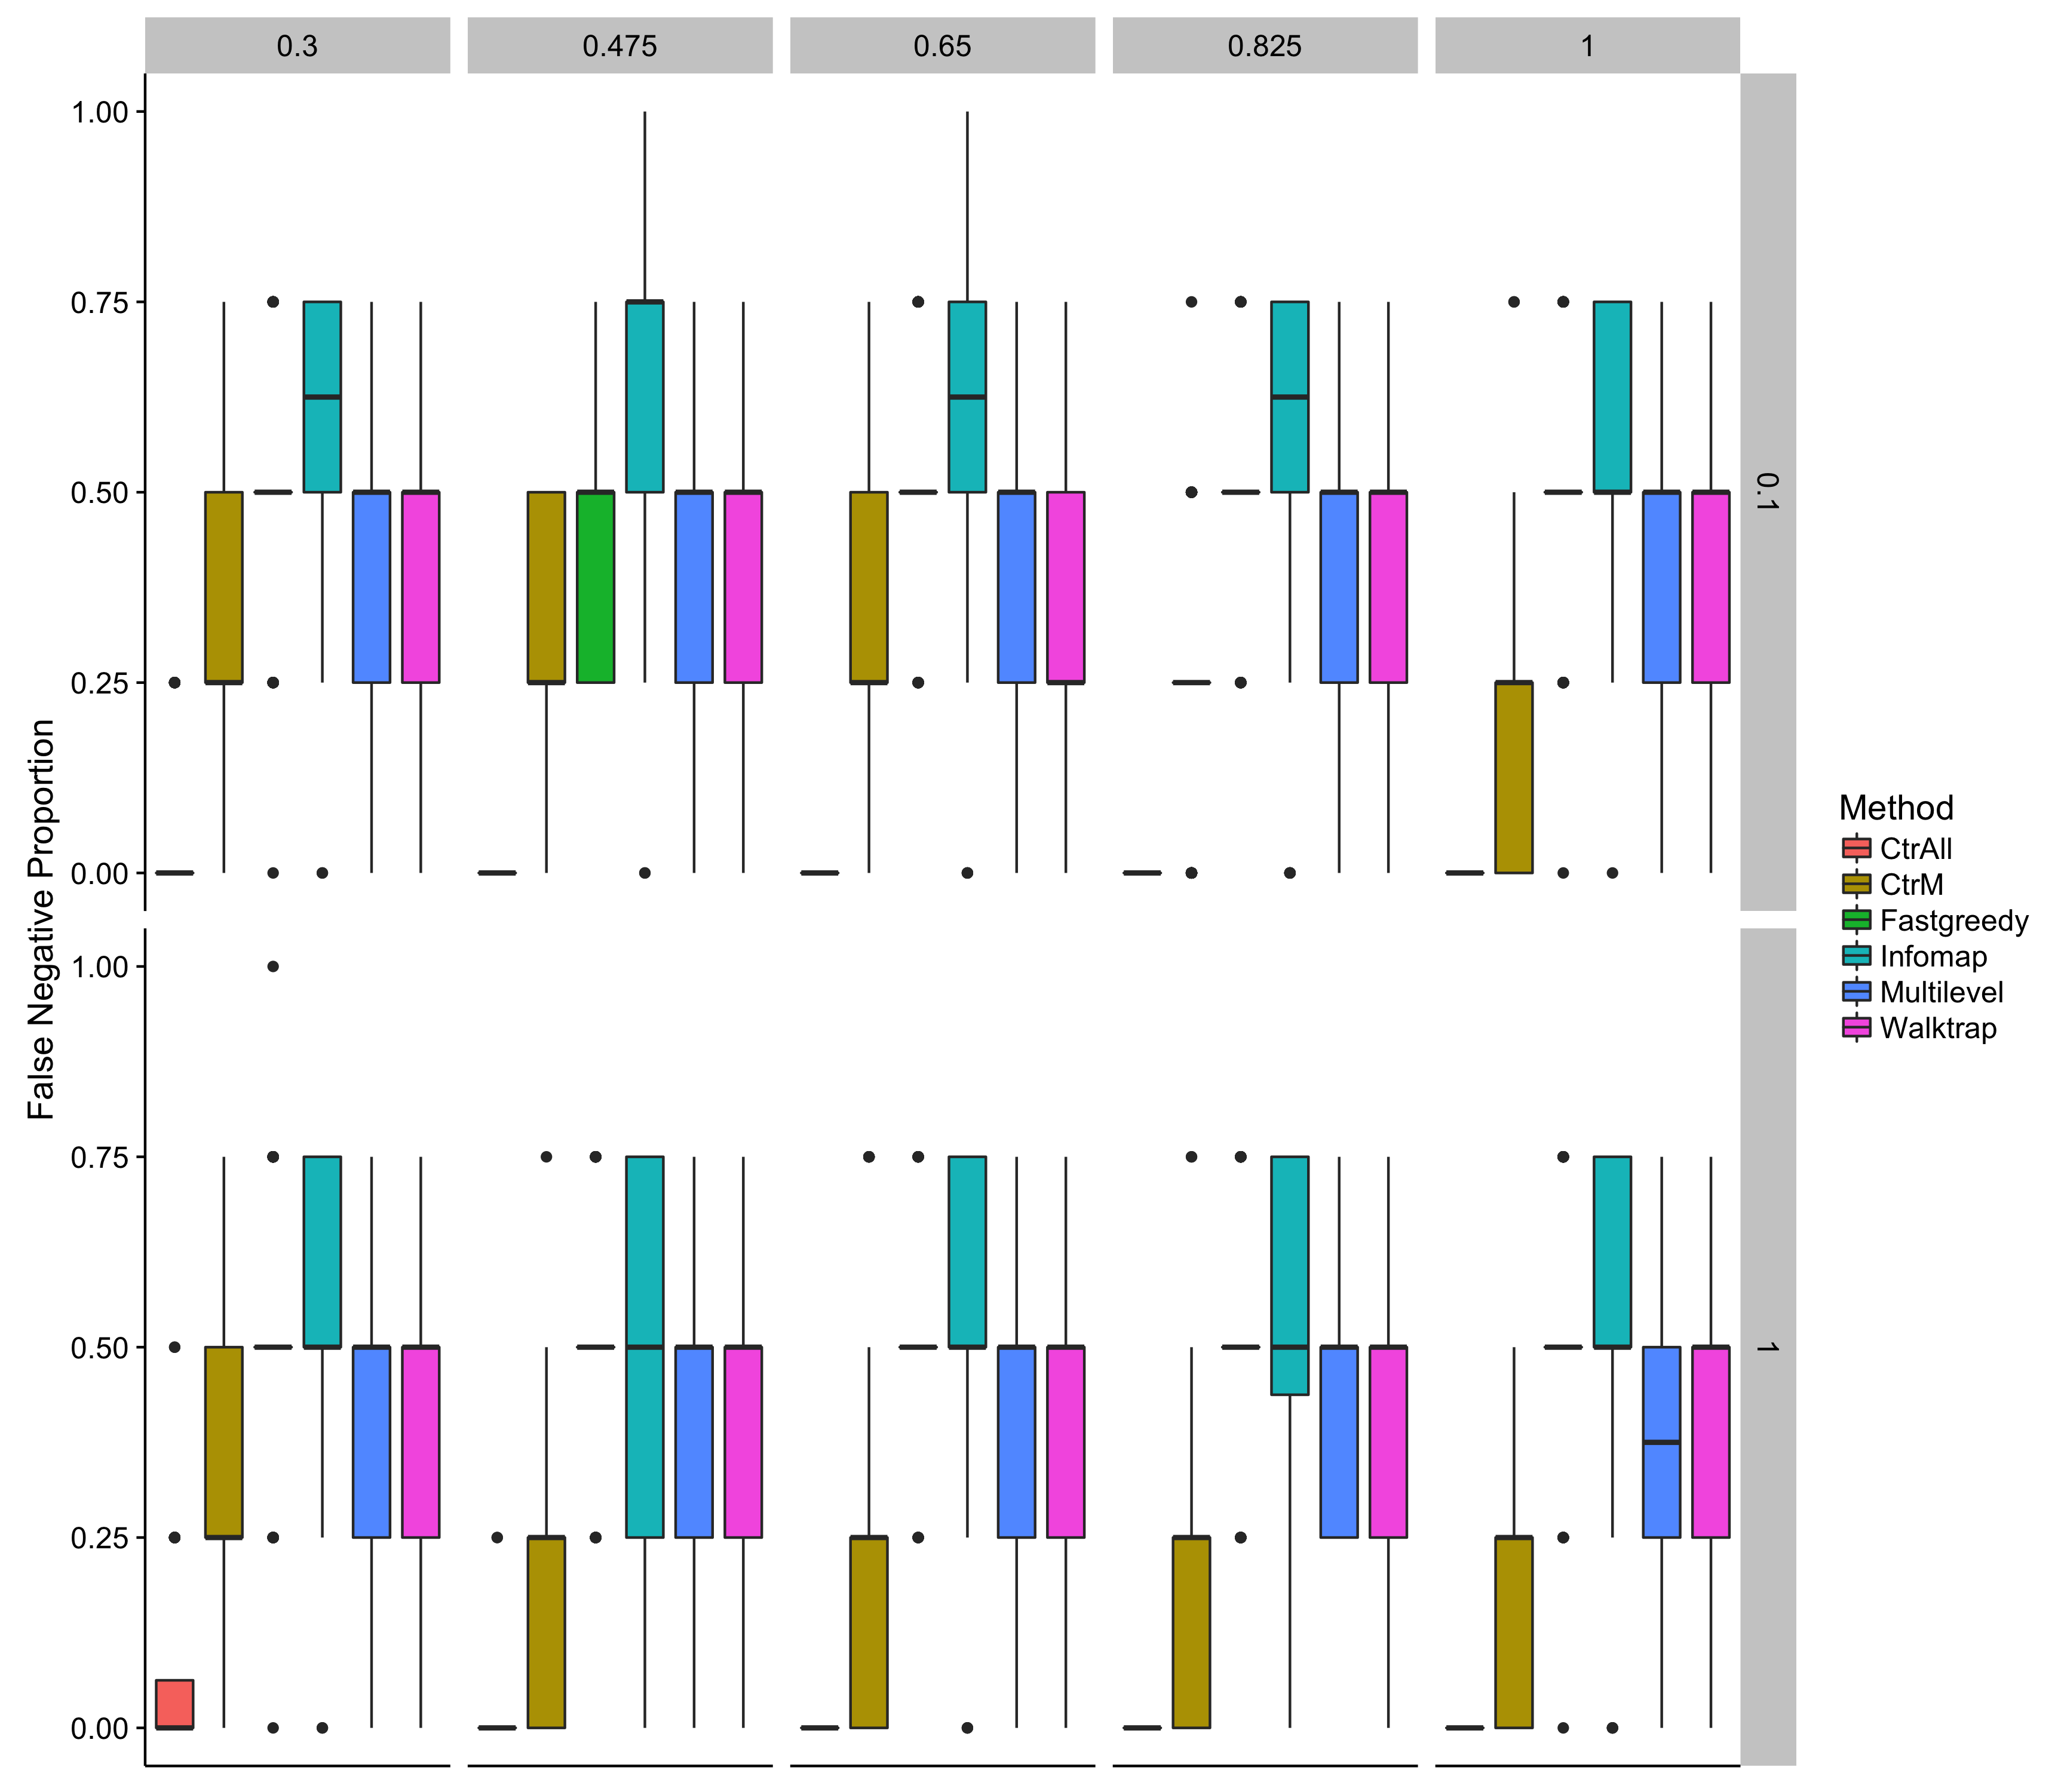 0.3 0.475 0.65 0.825 1
1.00
0.75
0.50
0.25
0.00
0.1
1.00
0.75
0.50
0.25
0.00
1
False Negative Proportion
Method
CtrAll
CtrM
Fastgreedy
Infomap
Multilevel
Walktrap